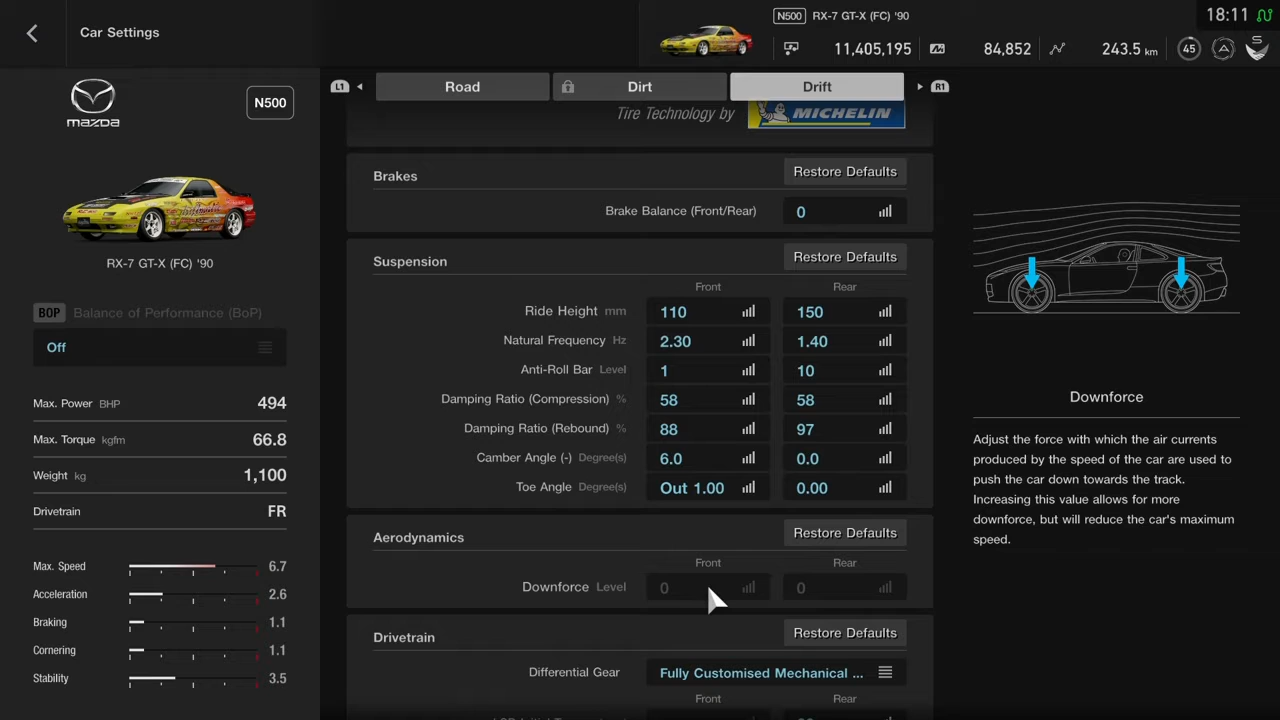 Car Settings
N500 RX-7 GT-X (FC) '90
11,405,195
84,852
243.5 km
45
18:11
S
mazda
N500
RX-7 GT-X (FC) '90
BOP Balance of Performance (BoP)
Off
Max. Power BHP 494
Max. Torque kgfm 66.8
Weight kg 1,100
Drivetrain FR
Max. Speed 6.7
Acceleration 2.6
Braking 1.1
Cornering 1.1
Stability 3.5
L1 Road Dirt Drift R1
Tire Technology by MICHELIN
Brakes Restore Defaults
Brake Balance (Front/Rear) 0
Suspension Restore Defaults
Front Rear
Ride Height mm 110 150
Natural Frequency Hz 2.30 1.40
Anti-Roll Bar Level 1 10
Damping Ratio (Compression) % 58 58
Damping Ratio (Rebound) % 88 97
Camber Angle (-) Degree(s) 6.0 0.0
Toe Angle Degree(s) Out 1.00 0.00
Aerodynamics Restore Defaults
Front Rear
Downforce Level 0 0
Drivetrain Restore Defaults
Differential Gear Fully Customised Mechanical ...
Front Rear
Downforce
Adjust the force with which the air currents
produced by the speed of the car are used to
push the car down towards the track.
Increasing this value allows for more
downforce, but will reduce the car's maximum
speed.